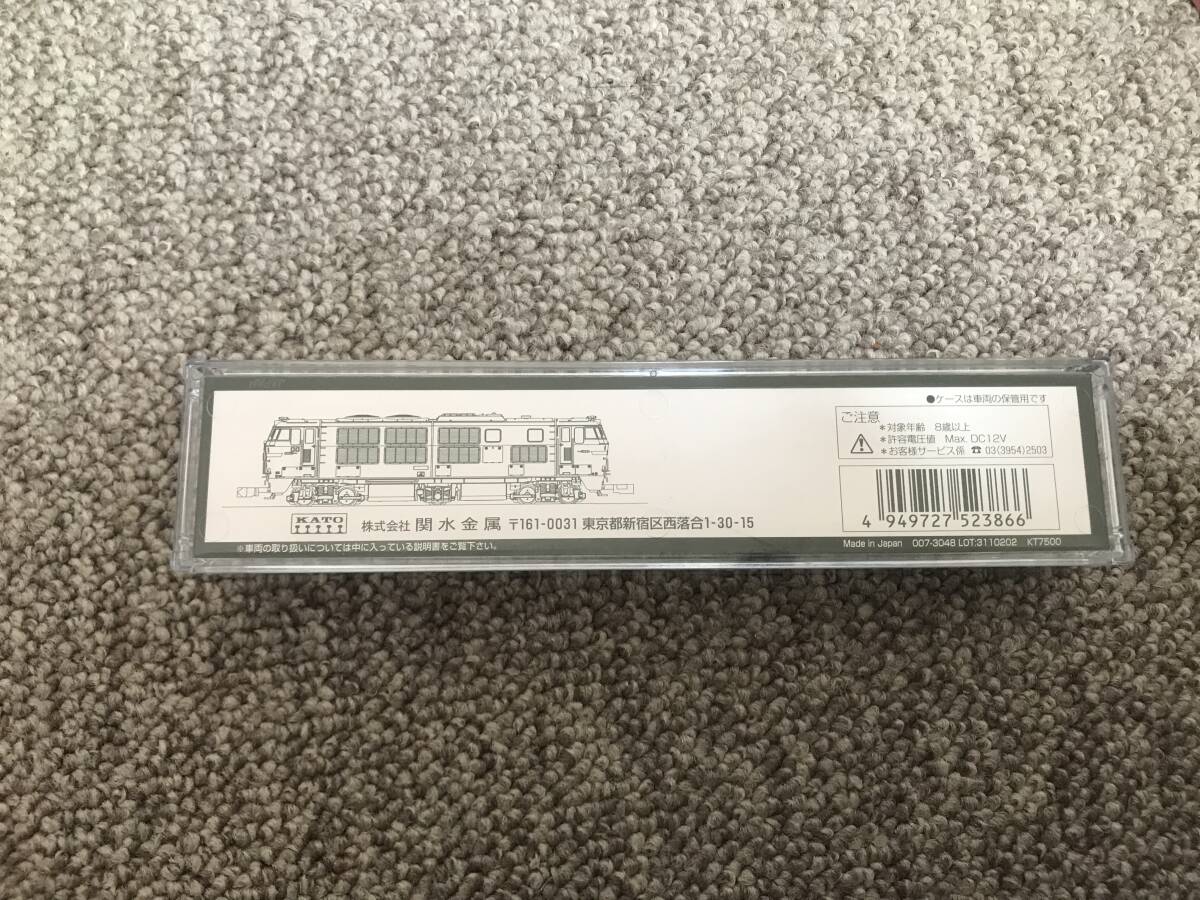 ●ケースは車両の保管用です
ご注意
＊対象年齢 8歳以上
＊許容電圧値 Max. DC12V
＊お客様サービス係 ☎ 03(3954)2503
KATO
株式会社 関水金属 〒161-0031 東京都新宿区西落合1-30-15
4 949727 523866
※車両の取り扱いについては中に入っている説明書をご覧下さい。
Made in Japan 007-3048 LOT:3110202 KT7500